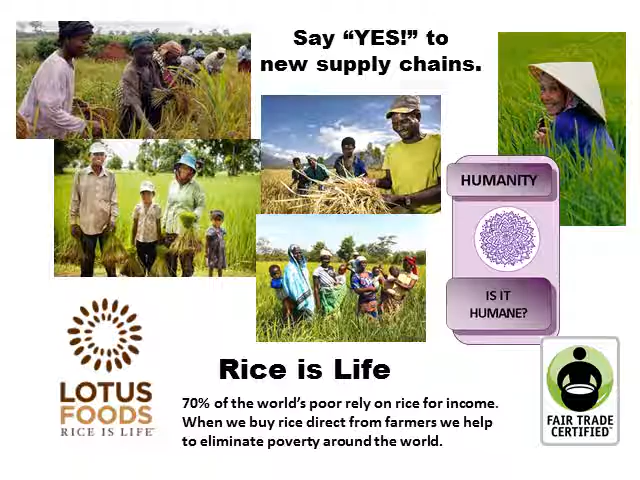 Say “YES!” to
new supply chains.
HUMANITY
IS IT
HUMANE?
LOTUS
FOODS
RICE IS LIFE™
Rice is Life
70% of the world’s poor rely on rice for income.
When we buy rice direct from farmers we help
to eliminate poverty around the world.
FAIR TRADE
CERTIFIED™